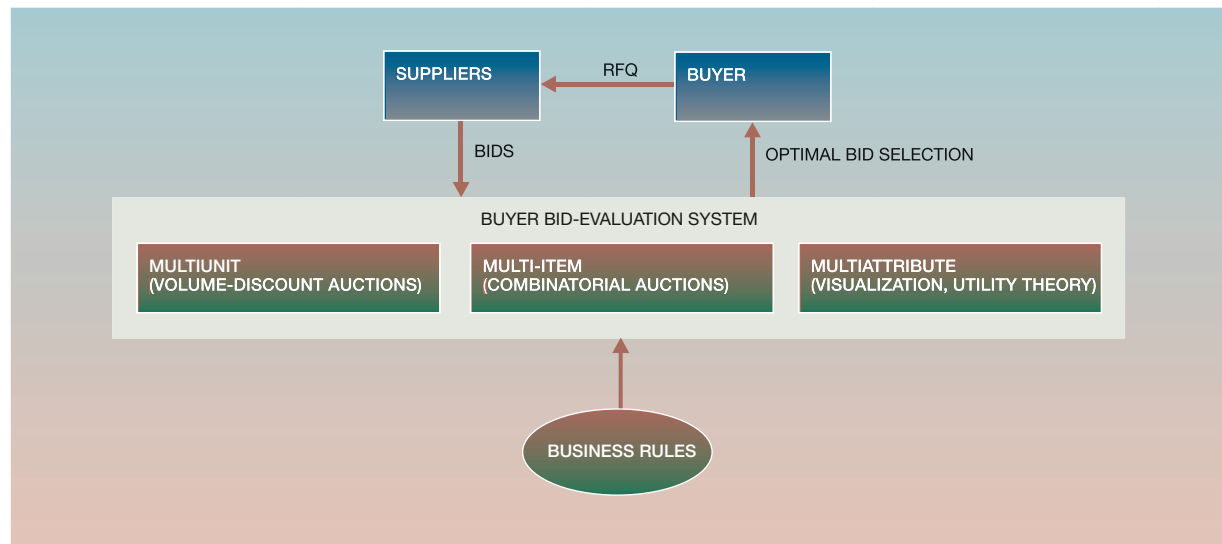 SUPPLIERS
RFQ
BUYER
BIDS
OPTIMAL BID SELECTION
BUYER BID-EVALUATION SYSTEM
MULTIUNIT
(VOLUME-DISCOUNT AUCTIONS)
MULTI-ITEM
(COMBINATORIAL AUCTIONS)
MULTIATTRIBUTE
(VISUALIZATION, UTILITY THEORY)
BUSINESS RULES